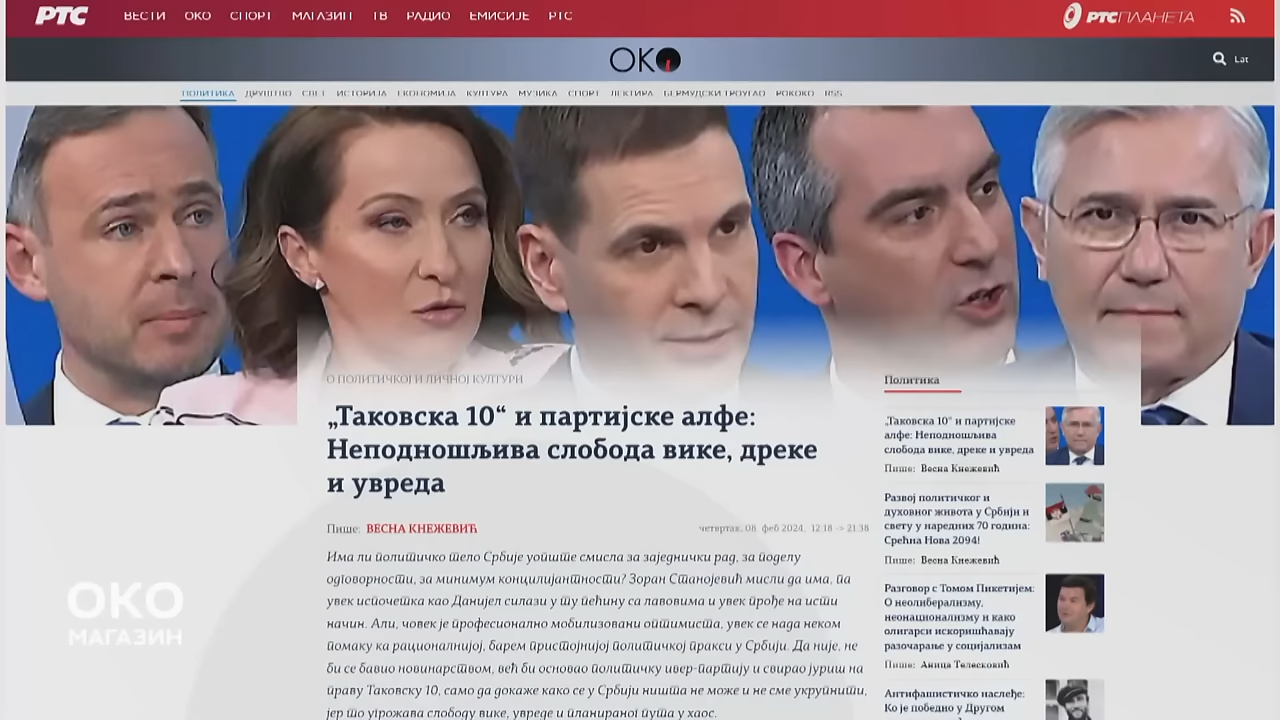 РТС ВЕСТИ ОКО СПОРТ МАГАЗИН ТВ РАДИО ЕМИСИЈЕ РТС РТС ПЛАНЕТА
ОКО Lat
ПОЛИТИКА ДРУШТВО СВЕТ ИСТОРИЈА ЕКОНОМИЈА КУЛТУРА МУЗИКА СПОРТ ЛЕКТИРА БЕРМУДСКИ ТРОУГАО РОКОКО RSS
О ПОЛИТИЧКОЈ И ЛИЧНОЈ КУЛТУРИ
„Таковска 10“ и партијске алфе:
Неподношљива слобода вике, дреке
и увреда
Пише: ВЕСНА КНЕЖЕВИЋ четвртак, 08. феб 2024, 12:18 -> 21:38
Има ли политичко тело Србије уопште смисла за заједнички рад, за поделу
одговорности, за минимум концилијантности? Зоран Станојевић мисли да има, па
увек испочетка као Данијел силази у ту пећину са лавовима и увек прође на исти
начин. Али, човек је професионално мобилизовани оптимиста, увек се нада неком
помаку ка рационалнијој, барем пристојнијој политичкој пракси у Србији. Да није, не
би се бавио новинарством, већ би основао политичку ивер-партију и свирао јуриш на
праву Таковску 10, само да докаже како се у Србији ништа не може и не сме укрупнити,
јер то угрожава слободу вике, увреде и планираног пута у хаос.
Политика
„Таковска 10“ и партијске
алфе: Неподношљива
слобода вике, дреке и увреда
Пише: Весна Кнежевић
Развој политичког и
духовног живота у Србији и
свету у наредних 70 година:
Срећна Нова 2094!
Пише: Весна Кнежевић
Разговор с Томом Пикетијем:
О неолиберализму,
неонационализму и како
олигарси искоришћавају
разочарање у социјализам
Пише: Аница Телесковић
Антифашистичко наслеђе:
Ко је победио у Другом
ОКО
МАГАЗИН